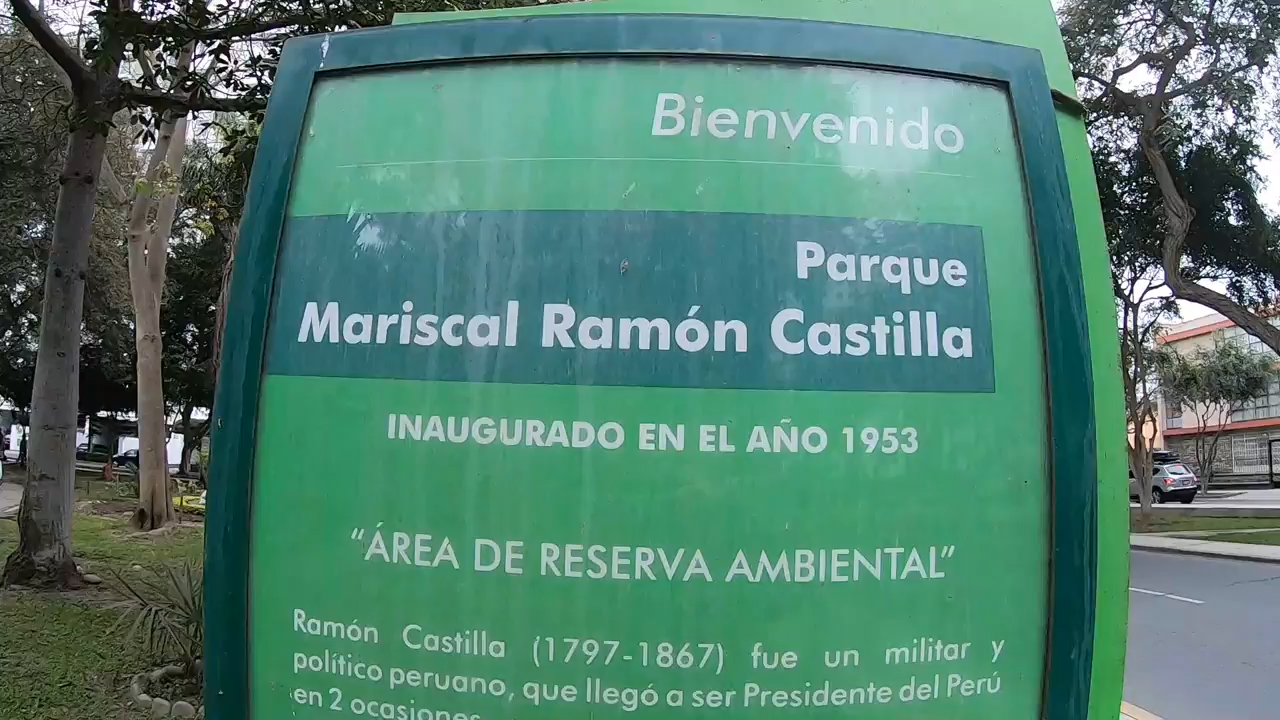 Bienvenido
Parque
Mariscal Ramón Castilla
INAUGURADO EN EL AÑO 1953
“ÁREA DE RESERVA AMBIENTAL”
Ramón Castilla (1797-1867) fue un militar y
político peruano, que llegó a ser Presidente del Perú
en 2 ocasiones